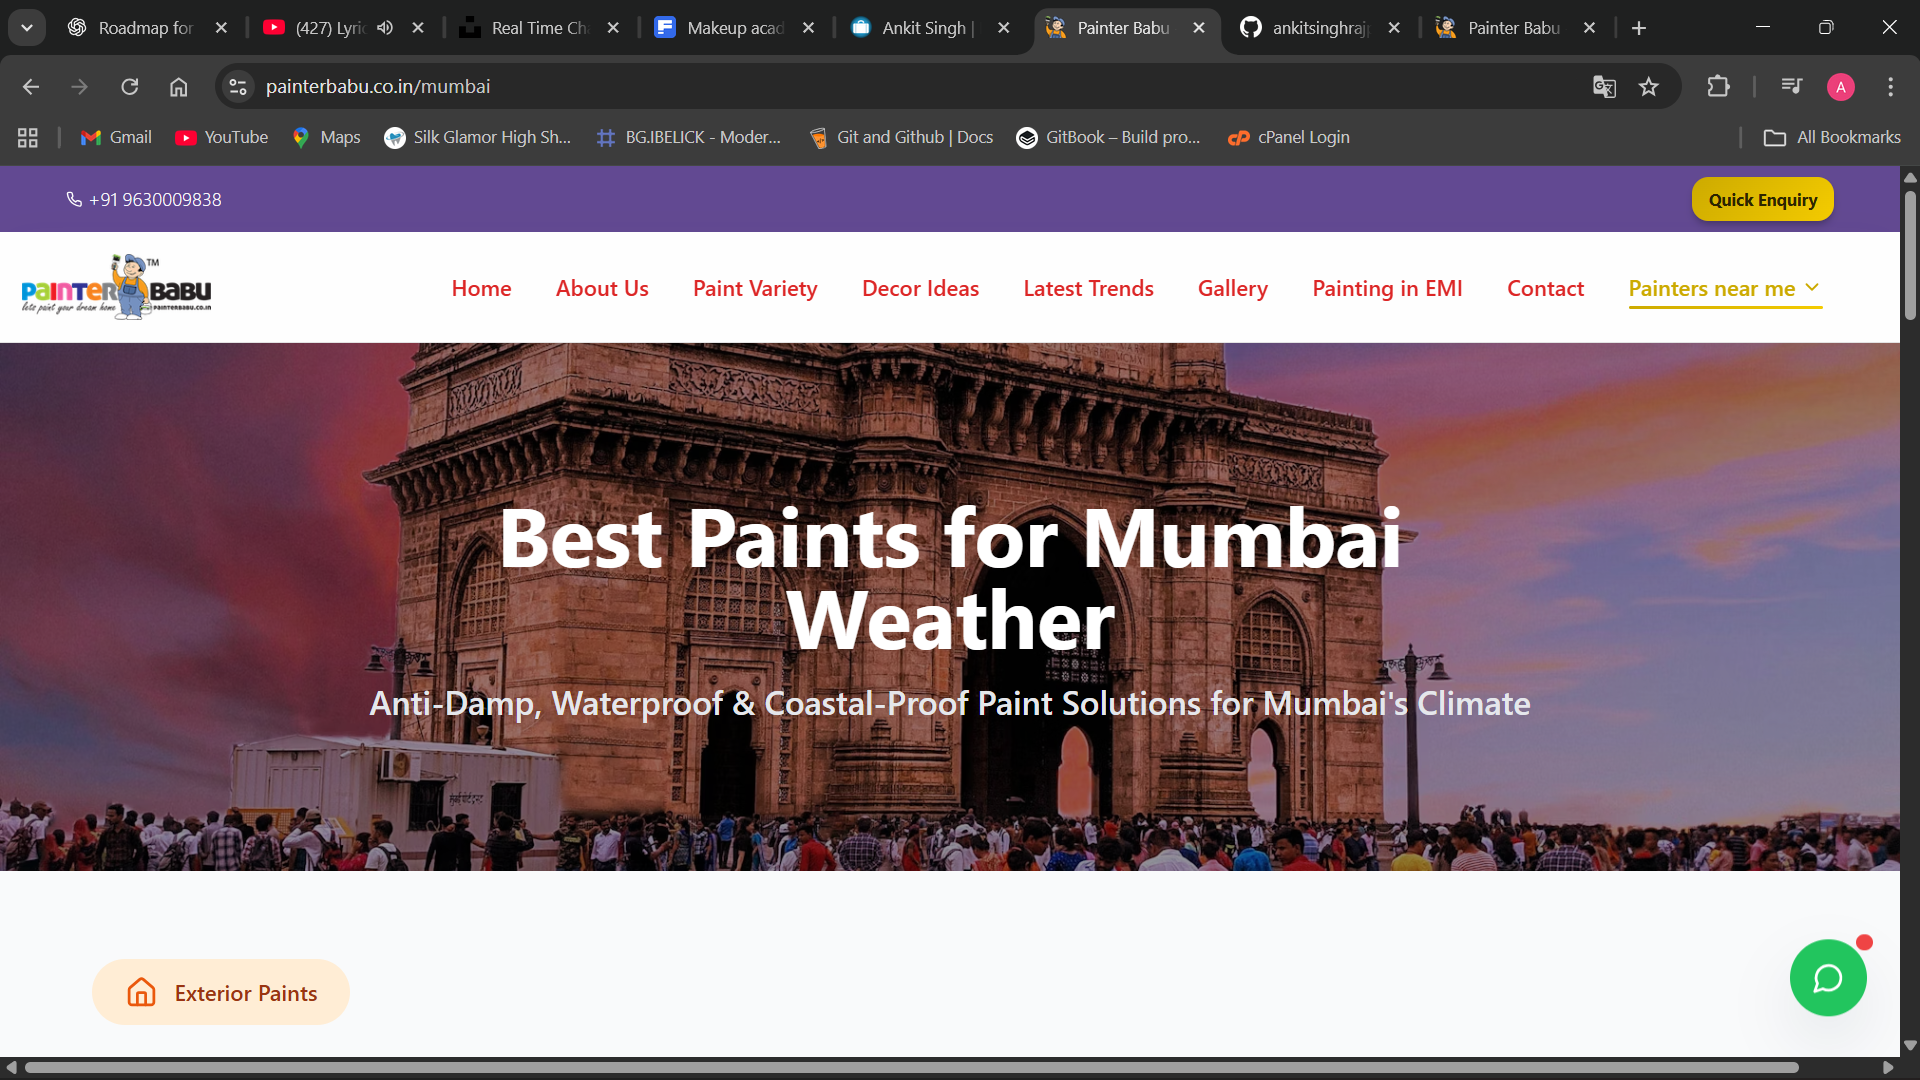 Roadmap for
(427) Lyric
Real Time Cha
Makeup acad
Ankit Singh |
Painter Babu
ankitsinghraj
Painter Babu
painterbabu.co.in/mumbai
A
Gmail
YouTube
Maps
Silk Glamor High Sh...
BG.IBELICK - Moder...
Git and Github | Docs
GitBook – Build pro...
cPanel Login
All Bookmarks
+91 9630009838
Quick Enquiry
PAINTER BABU TM
lets paint your dream home PAINTERBABU.CO.IN
Home
About Us
Paint Variety
Decor Ideas
Latest Trends
Gallery
Painting in EMI
Contact
Painters near me
Best Paints for Mumbai
Weather
Anti-Damp, Waterproof & Coastal-Proof Paint Solutions for Mumbai's Climate
Exterior Paints